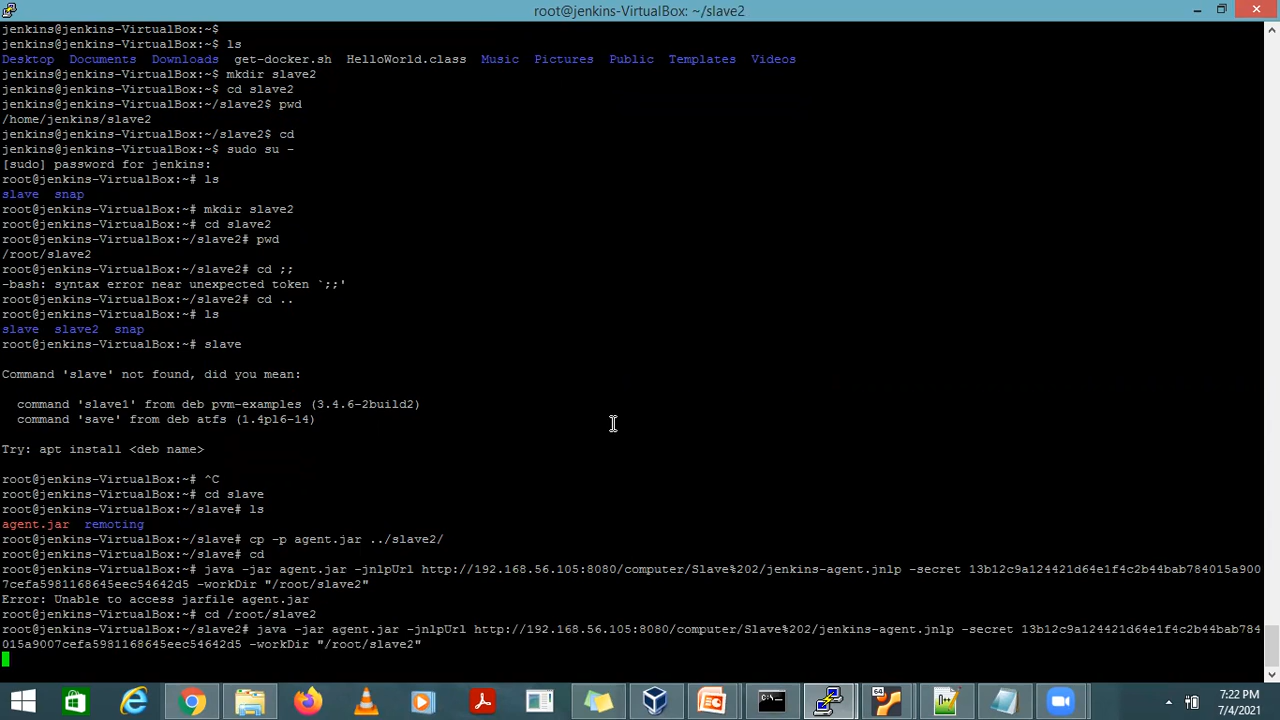 root@jenkins-VirtualBox: ~/slave2
jenkins@jenkins-VirtualBox:~$
jenkins@jenkins-VirtualBox:~$ ls
Desktop  Documents  Downloads  get-docker.sh  HelloWorld.class  Music  Pictures  Public  Templates  Videos
jenkins@jenkins-VirtualBox:~$ mkdir slave2
jenkins@jenkins-VirtualBox:~$ cd slave2
jenkins@jenkins-VirtualBox:~/slave2$ pwd
/home/jenkins/slave2
jenkins@jenkins-VirtualBox:~/slave2$ cd
jenkins@jenkins-VirtualBox:~$ sudo su -
[sudo] password for jenkins:
root@jenkins-VirtualBox:~# ls
slave  snap
root@jenkins-VirtualBox:~# mkdir slave2
root@jenkins-VirtualBox:~# cd slave2
root@jenkins-VirtualBox:~/slave2# pwd
/root/slave2
root@jenkins-VirtualBox:~/slave2# cd ;;
-bash: syntax error near unexpected token `;;'
root@jenkins-VirtualBox:~/slave2# cd ..
root@jenkins-VirtualBox:~# ls
slave  slave2  snap
root@jenkins-VirtualBox:~# slave
Command 'slave' not found, did you mean:
command 'slave1' from deb pvm-examples (3.4.6-2build2)
command 'save' from deb atfs (1.4pl6-14)
Try: apt install <deb name>
root@jenkins-VirtualBox:~# ^C
root@jenkins-VirtualBox:~# cd slave
root@jenkins-VirtualBox:~/slave# ls
agent.jar  remoting
root@jenkins-VirtualBox:~/slave# cp -p agent.jar ../slave2/
root@jenkins-VirtualBox:~/slave# cd
root@jenkins-VirtualBox:~# java -jar agent.jar -jnlpUrl http://192.168.56.105:8080/computer/Slave%202/jenkins-agent.jnlp -secret 13b12c9a124421d64e1f4c2b44bab784015a900
7cefa5981168645eec54642d5 -workDir "/root/slave2"
Error: Unable to access jarfile agent.jar
root@jenkins-VirtualBox:~# cd /root/slave2
root@jenkins-VirtualBox:~/slave2# java -jar agent.jar -jnlpUrl http://192.168.56.105:8080/computer/Slave%202/jenkins-agent.jnlp -secret 13b12c9a124421d64e1f4c2b44bab784
015a9007cefa5981168645eec54642d5 -workDir "/root/slave2"
7:22 PM
7/4/2021